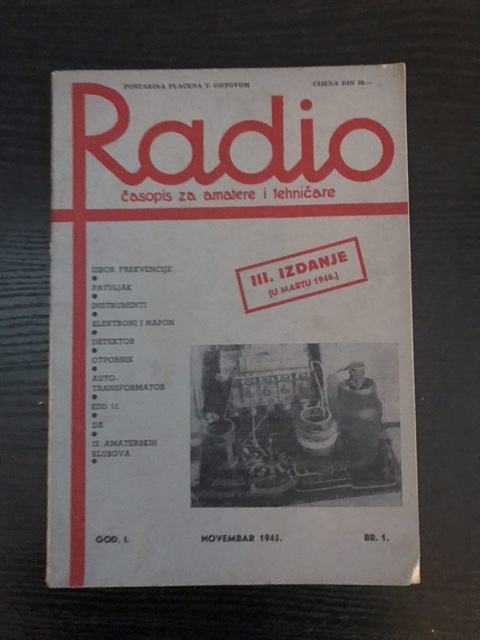 POŠTARINA PLAĆENA U GOTOVOM
CIJENA DIN 20.—
Radio
časopis za amatere i tehničare
III. IZDANJE
(U MARTU 1946.)
IZBOR FREKVENCIJE
PATULJAK
INSTRUMENTI
ELEKTRONI I NAPON
DETEKTOR
OTPORNIK
AUTO-
TRANSFORMATOR
EDD 11
DX
IZ AMATERSKIH
KLUBOVA
GOD. I.
NOVEMBAR 1945.
BR. 1.